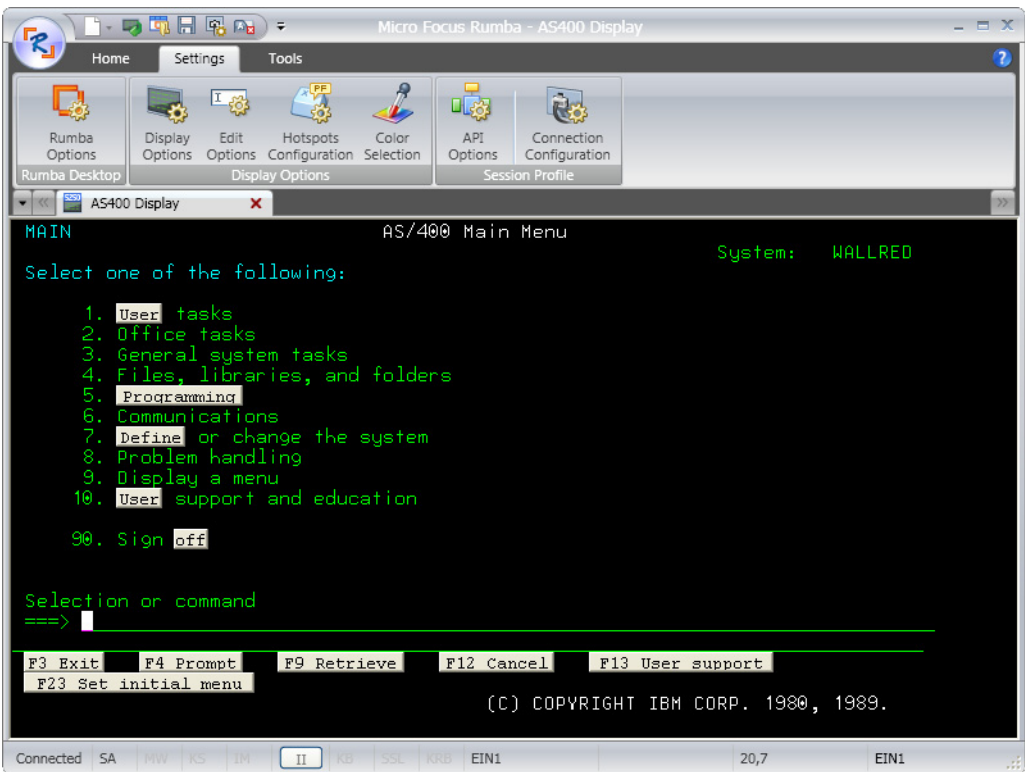 Micro Focus Rumba - AS400 Display
Home Settings Tools
Rumba Options
Display Options
Edit Options
Hotspots Configuration
Color Selection
API Options
Connection Configuration
Rumba Desktop Display Options Session Profile
AS400 Display
MAIN AS/400 Main Menu
System: WALLRED
Select one of the following:
1. User tasks
2. Office tasks
3. General system tasks
4. Files, libraries, and folders
5. Programming
6. Communications
7. Define or change the system
8. Problem handling
9. Display a menu
10. User support and education
90. Sign off
Selection or command
===>
F3 Exit F4 Prompt F9 Retrieve F12 Cancel F13 User support
F23 Set initial menu
(C) COPYRIGHT IBM CORP. 1980, 1989.
Connected SA MW KS IM II KB SSL KRB EIN1 20,7 EIN1